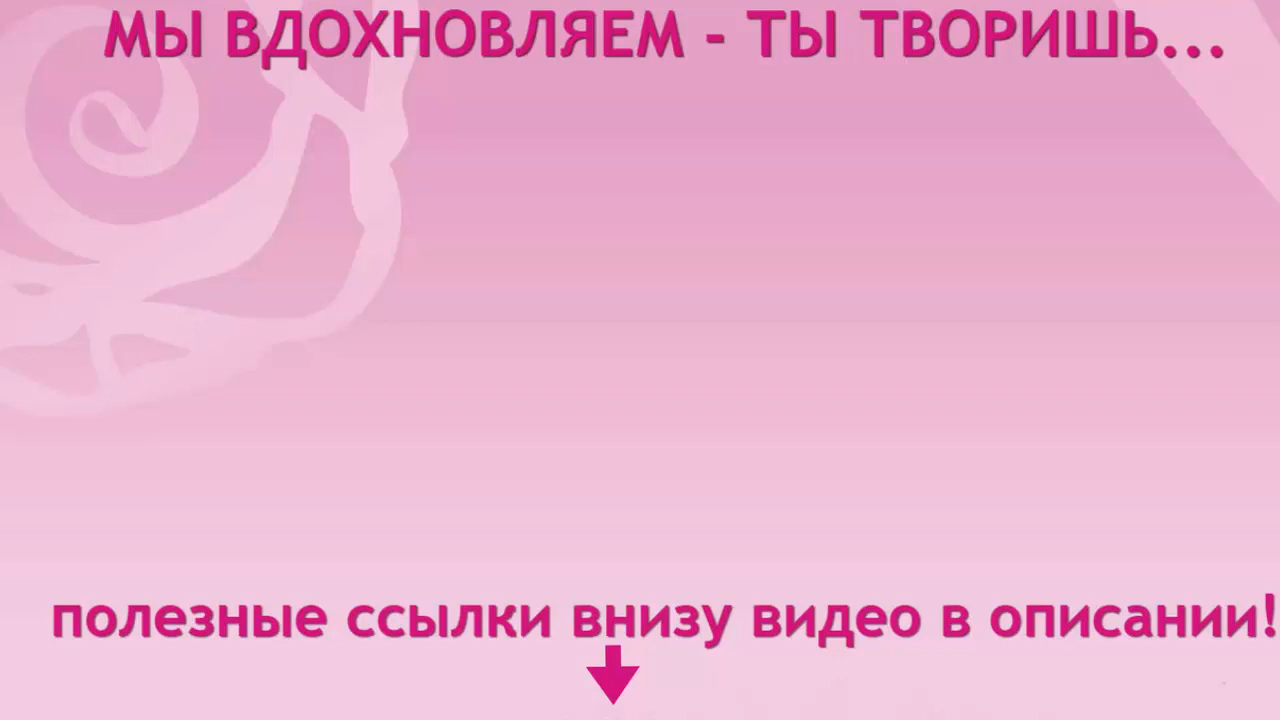 МЫ ВДОХНОВЛЯЕМ - ТЫ ТВОРИШЬ...
полезные ссылки внизу видео в описании!